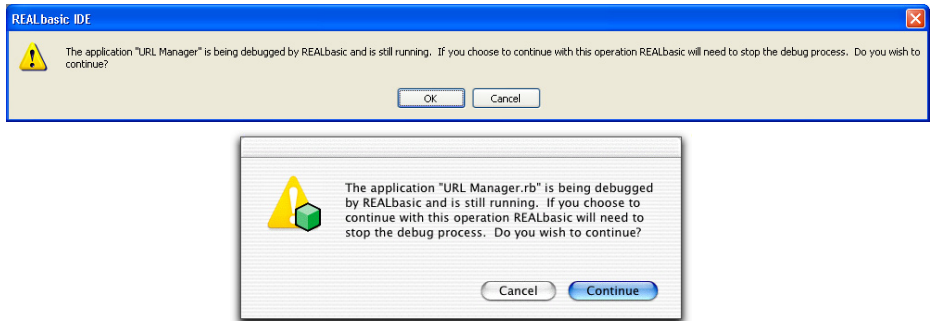 REALbasic IDE
The application "URL Manager" is being debugged by REALbasic and is still running.  If you choose to continue with this operation REALbasic will need to stop the debug process.  Do you wish to
continue?
OK Cancel
The application "URL Manager.rb" is being debugged
by REALbasic and is still running.  If you choose to
continue with this operation REALbasic will need to
stop the debug process.  Do you wish to continue?
Cancel Continue